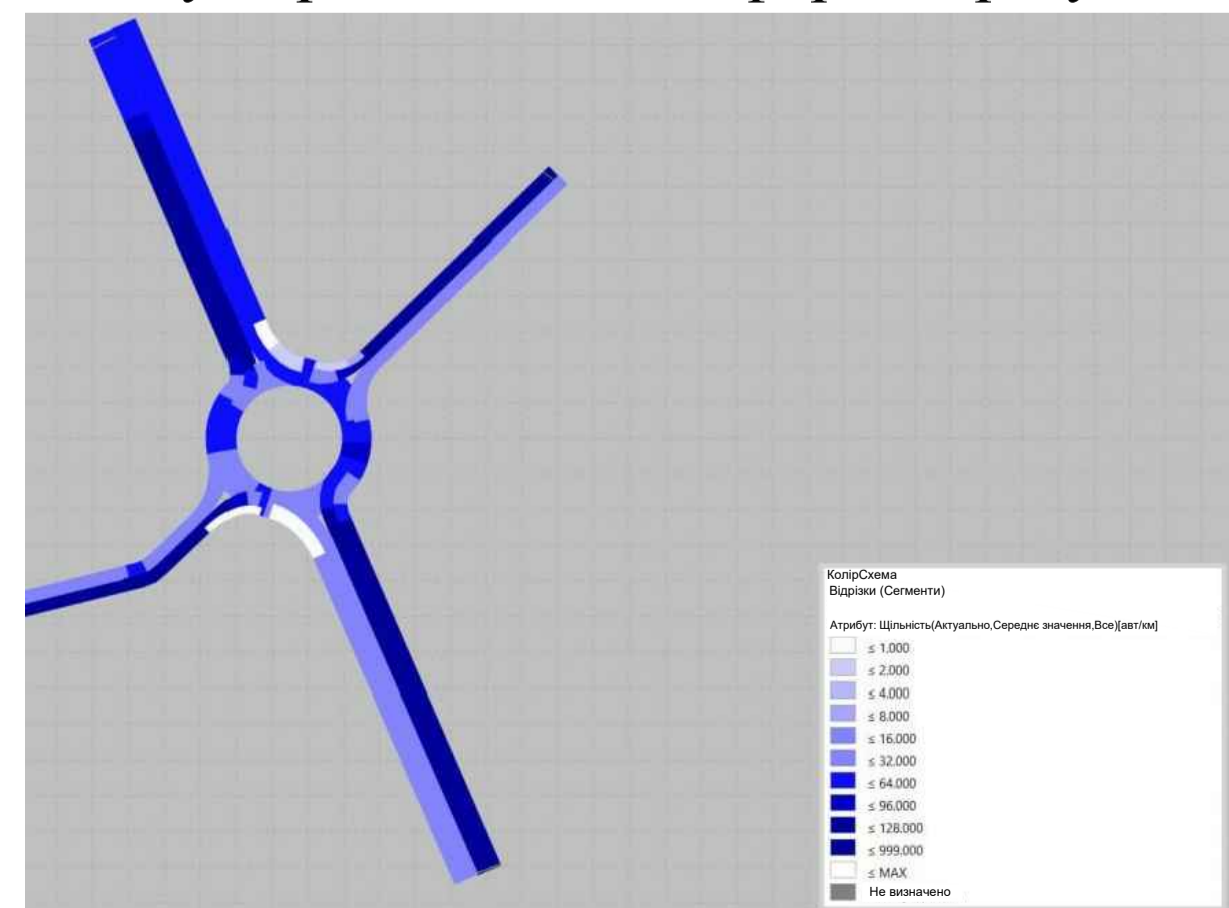 КолірСхема
Відрізки (Сегменти)
Атрибут: Щільність(Актуально,Середнє значення,Все)[авт/км]
≤ 1.000
≤ 2.000
≤ 4.000
≤ 8.000
≤ 16.000
≤ 32.000
≤ 64.000
≤ 96.000
≤ 128.000
≤ 999.000
≤ MAX
Не визначено